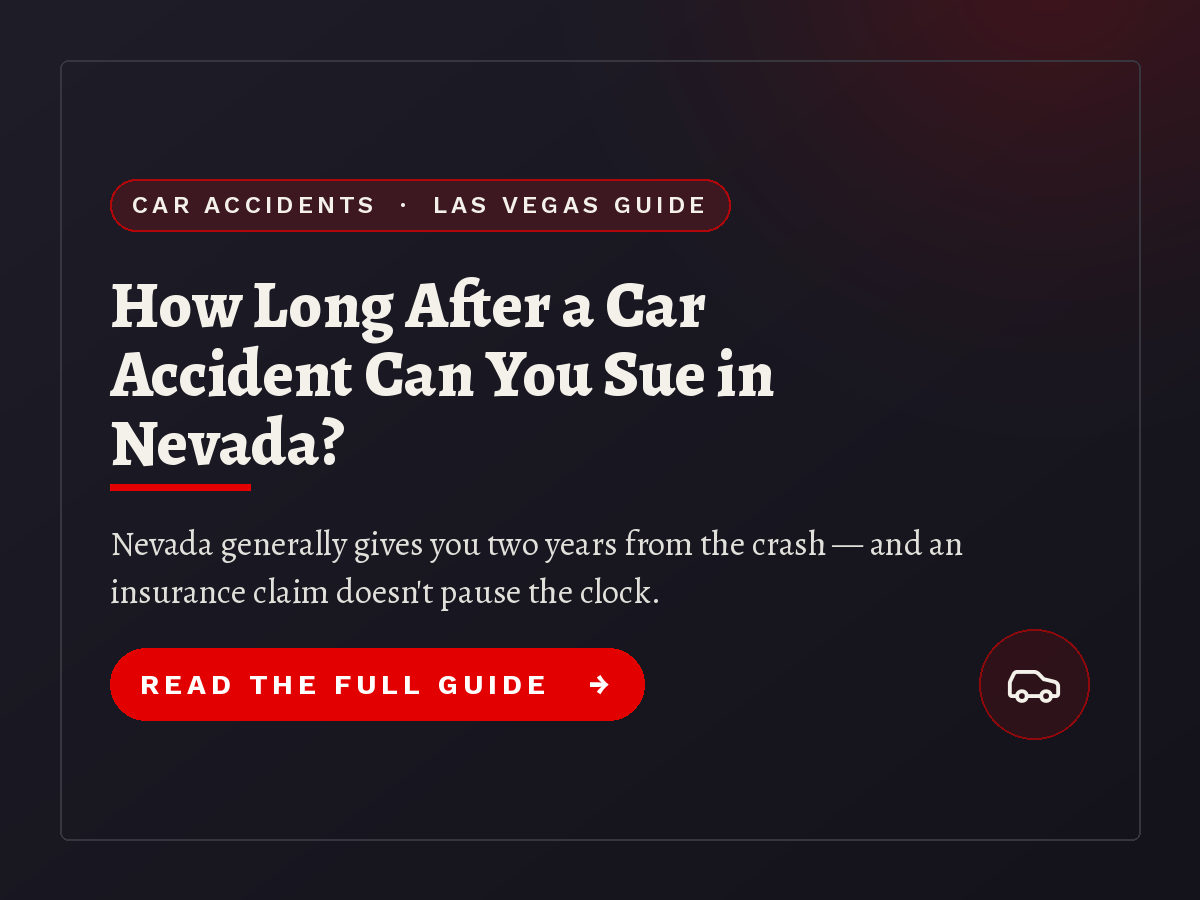 CAR ACCIDENTS · LAS VEGAS GUIDE
How Long After a Car
Accident Can You Sue in
Nevada?
Nevada generally gives you two years from the crash — and an
insurance claim doesn't pause the clock.
READ THE FULL GUIDE →